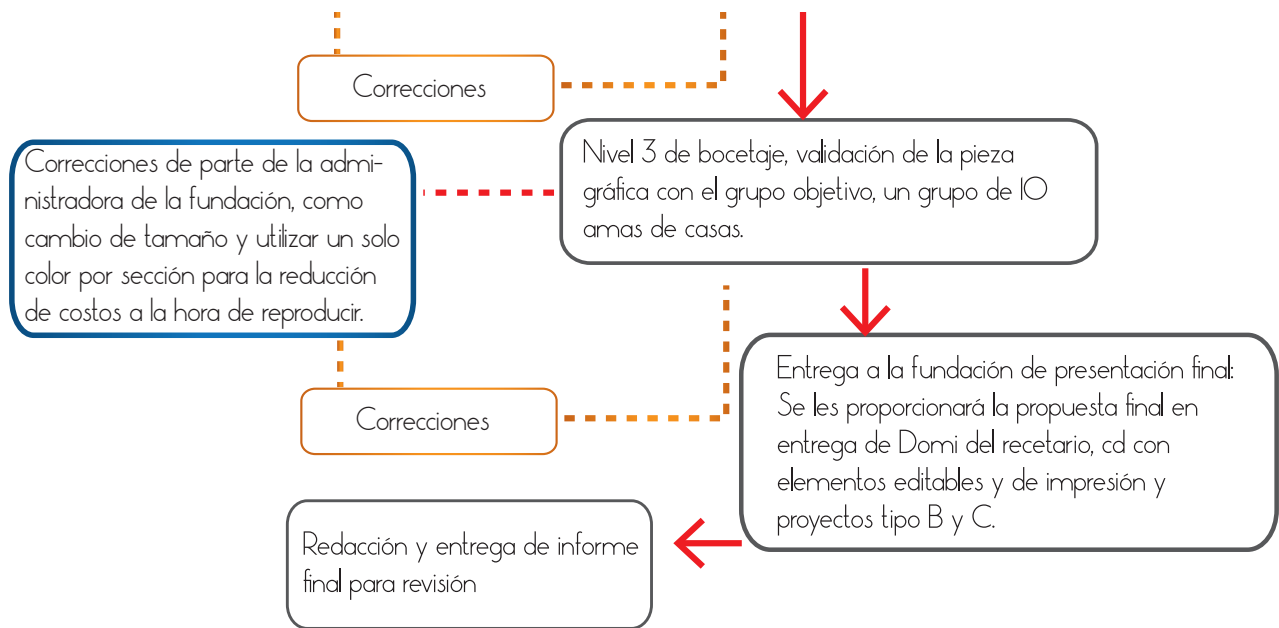 Correcciones
Nivel 3 de bocetaje, validación de la pieza
gráfica con el grupo objetivo, un grupo de 10
amas de casas.
Correcciones de parte de la admi-
nistradora de la fundación, como
cambio de tamaño y utilizar un solo
color por sección para la reducción
de costos a la hora de reproducir.
Entrega a la fundación de presentación final:
Se les proporcionará la propuesta final en
entrega de Domi del recetario, cd con
elementos editables y de impresión y
proyectos tipo B y C.
Correcciones
Redacción y entrega de informe
final para revisión